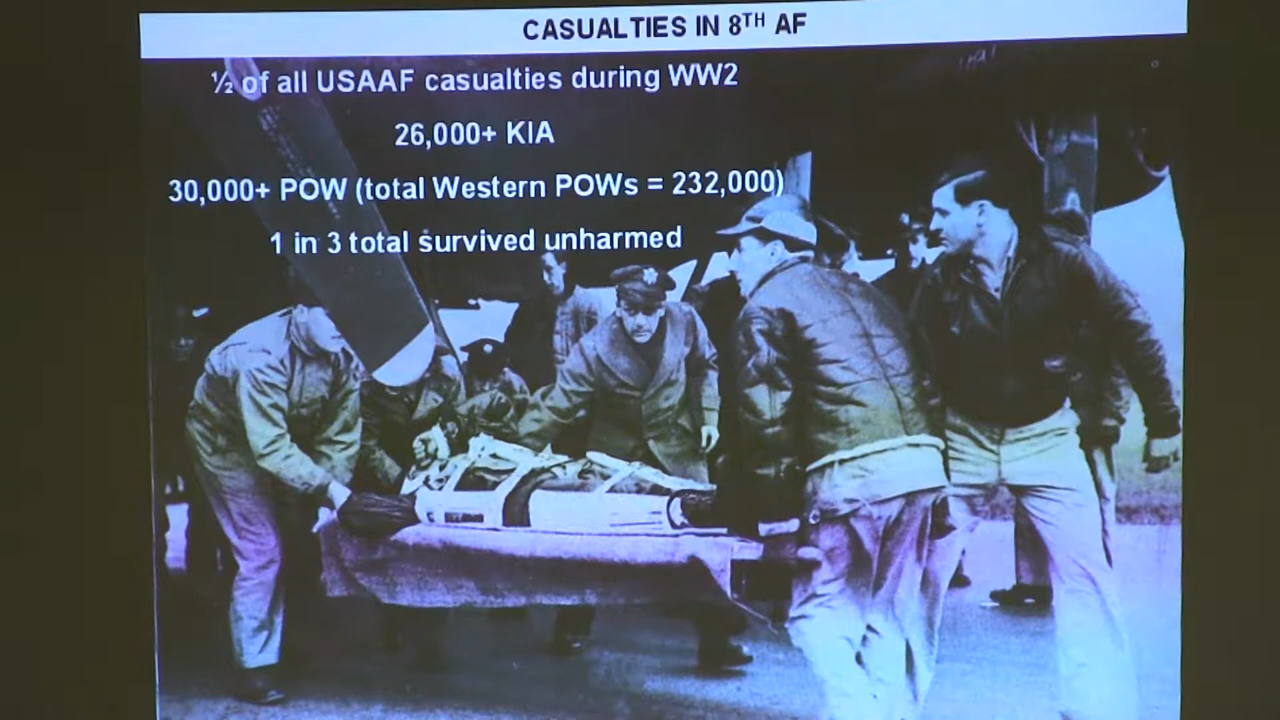 CASUALTIES IN 8TH AF
½ of all USAAF casualties during WW2
26,000+ KIA
30,000+ POW (total Western POWs = 232,000)
1 in 3 total survived unharmed